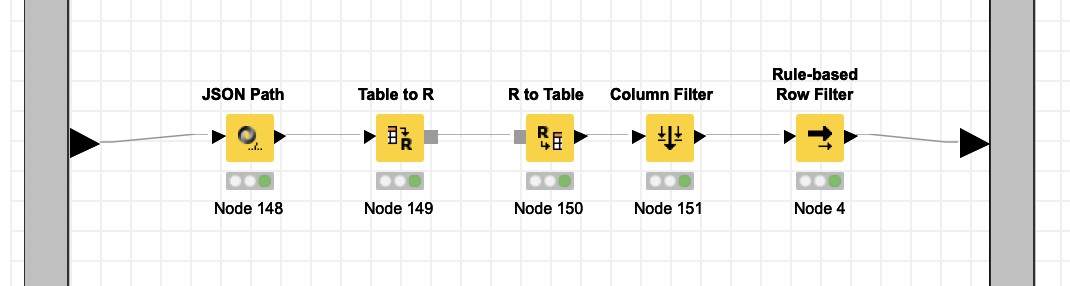 JSON Path
Table to R
R to Table
Column Filter
Rule-based
Row Filter
R
R
Node 148
Node 149
Node 150
Node 151
Node 4